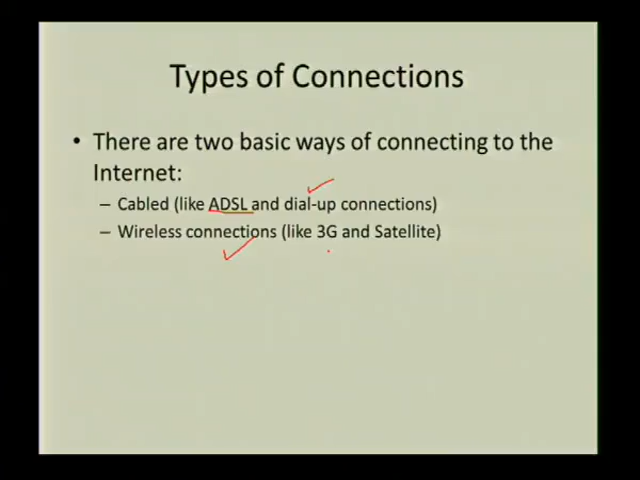 Types of Connections
• There are two basic ways of connecting to the
Internet:
– Cabled (like ADSL and dial-up connections)
– Wireless connections (like 3G and Satellite)